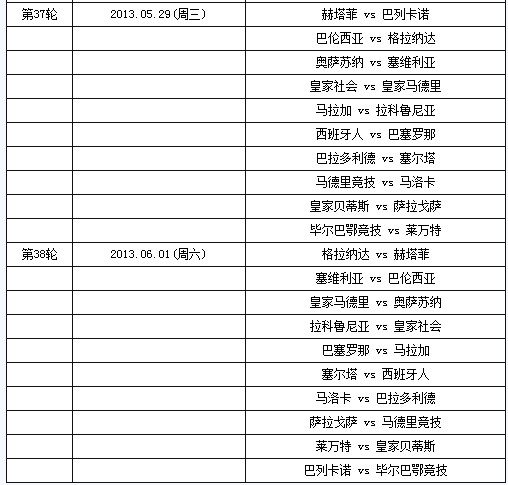 第37轮 2013.05.29(周三) 赫塔菲 vs 巴列卡诺
巴伦西亚 vs 格拉纳达
奥萨苏纳 vs 塞维利亚
皇家社会 vs 皇家马德里
马拉加 vs 拉科鲁尼亚
西班牙人 vs 巴塞罗那
巴拉多利德 vs 塞尔塔
马德里竞技 vs 马洛卡
皇家贝蒂斯 vs 萨拉戈萨
毕尔巴鄂竞技 vs 莱万特
第38轮 2013.06.01(周六) 格拉纳达 vs 赫塔菲
塞维利亚 vs 巴伦西亚
皇家马德里 vs 奥萨苏纳
拉科鲁尼亚 vs 皇家社会
巴塞罗那 vs 马拉加
塞尔塔 vs 西班牙人
马洛卡 vs 巴拉多利德
萨拉戈萨 vs 马德里竞技
莱万特 vs 皇家贝蒂斯
巴列卡诺 vs 毕尔巴鄂竞技